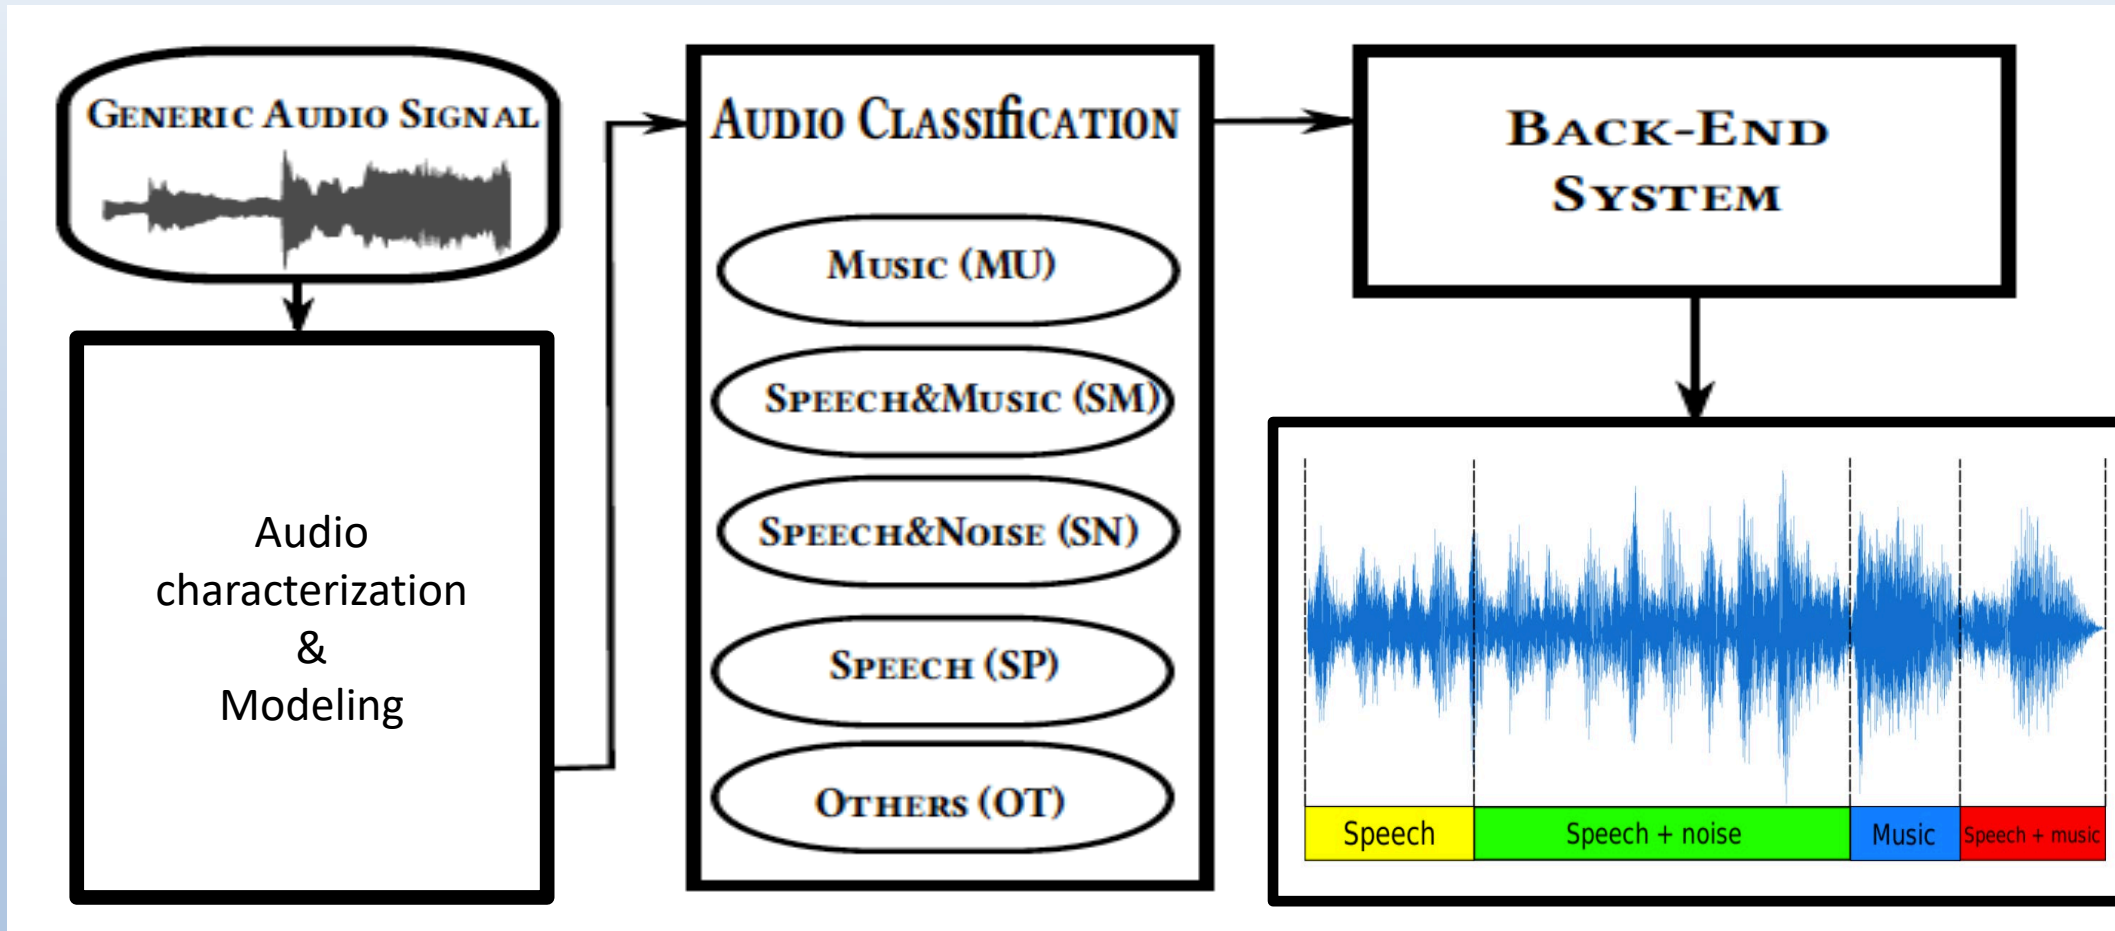 GENERIC AUDIO SIGNAL
Audio
characterization
&
Modeling
AUDIO CLASSIfiCATION
MUSIC (MU)
SPEECH&MUSIC (SM)
SPEECH&NOISE (SN)
SPEECH (SP)
OTHERS (OT)
BACK-END
SYSTEM
Speech
Speech + noise
Music
Speech + music